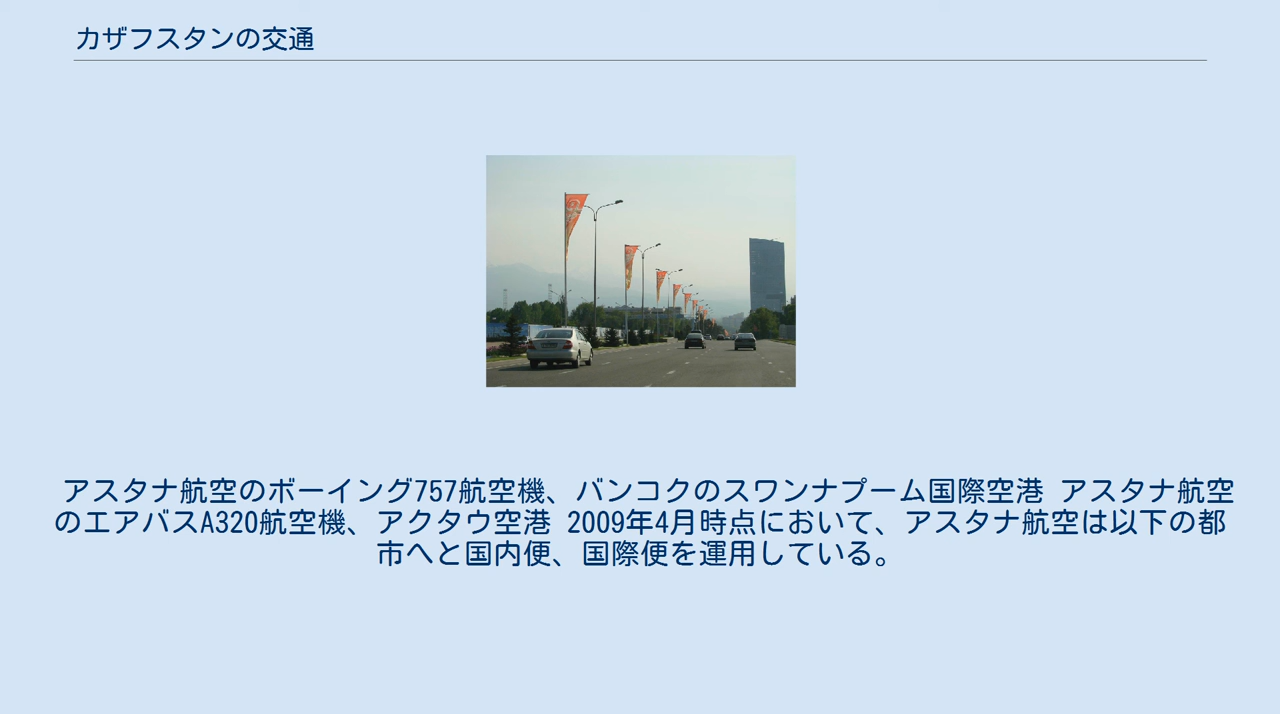 カザフスタンの交通
アスタナ航空のボーイング757航空機、バンコクのスワンナプーム国際空港 アスタナ航空
のエアバスA320航空機、アクタウ空港 2009年4月時点において、アスタナ航空は以下の都
市へと国内便、国際便を運用している。